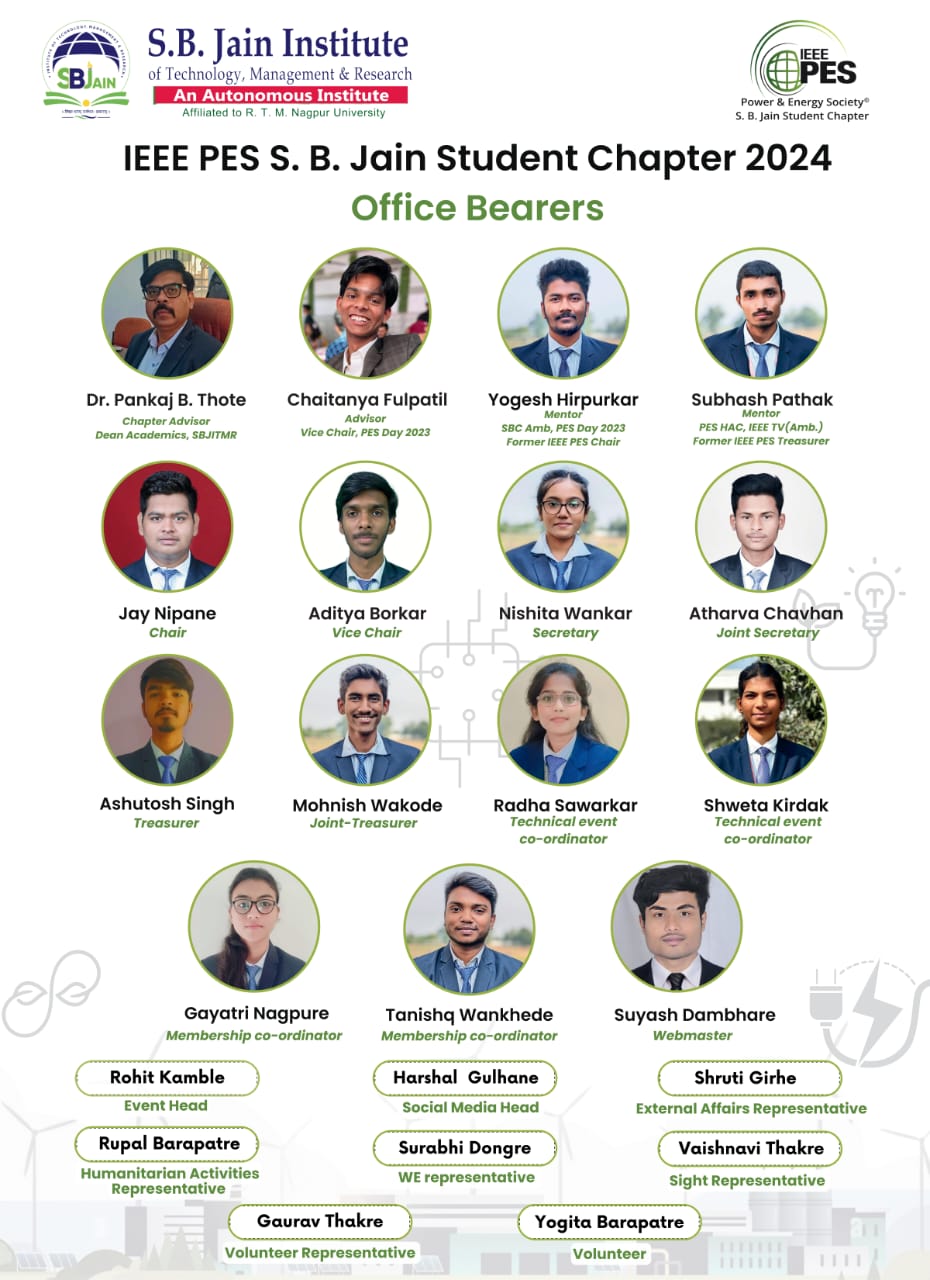 SBJAIN
S.B. Jain Institute
of Technology, Management & Research
An Autonomous Institute
Affiliated to R. T. M. Nagpur University
IEEE
PES
Power & Energy Society®
S. B. Jain Student Chapter
IEEE PES S. B. Jain Student Chapter 2024
Office Bearers
Dr. Pankaj B. Thote
Chapter Advisor
Dean Academics, SBJITMR
Chaitanya Fulpatil
Advisor
Vice Chair, PES Day 2023
Yogesh Hirpurkar
Mentor
SBC Amb, PES Day 2023
Former IEEE PES Chair
Subhash Pathak
Mentor
PES HAC, IEEE TV(Amb.)
Former IEEE PES Treasurer
Jay Nipane
Chair
Aditya Borkar
Vice Chair
Nishita Wankar
Secretary
Atharva Chavhan
Joint Secretary
Ashutosh Singh
Treasurer
Mohnish Wakode
Joint-Treasurer
Radha Sawarkar
Technical event
co-ordinator
Shweta Kirdak
Technical event
co-ordinator
Gayatri Nagpure
Membership co-ordinator
Tanishq Wankhede
Membership co-ordinator
Suyash Dambhare
Webmaster
Rohit Kamble
Event Head
Harshal Gulhane
Social Media Head
Shruti Girhe
External Affairs Representative
Rupal Barapatre
Humanitarian Activities
Representative
Surabhi Dongre
WE representative
Vaishnavi Thakre
Sight Representative
Gaurav Thakre
Volunteer Representative
Yogita Barapatre
Volunteer